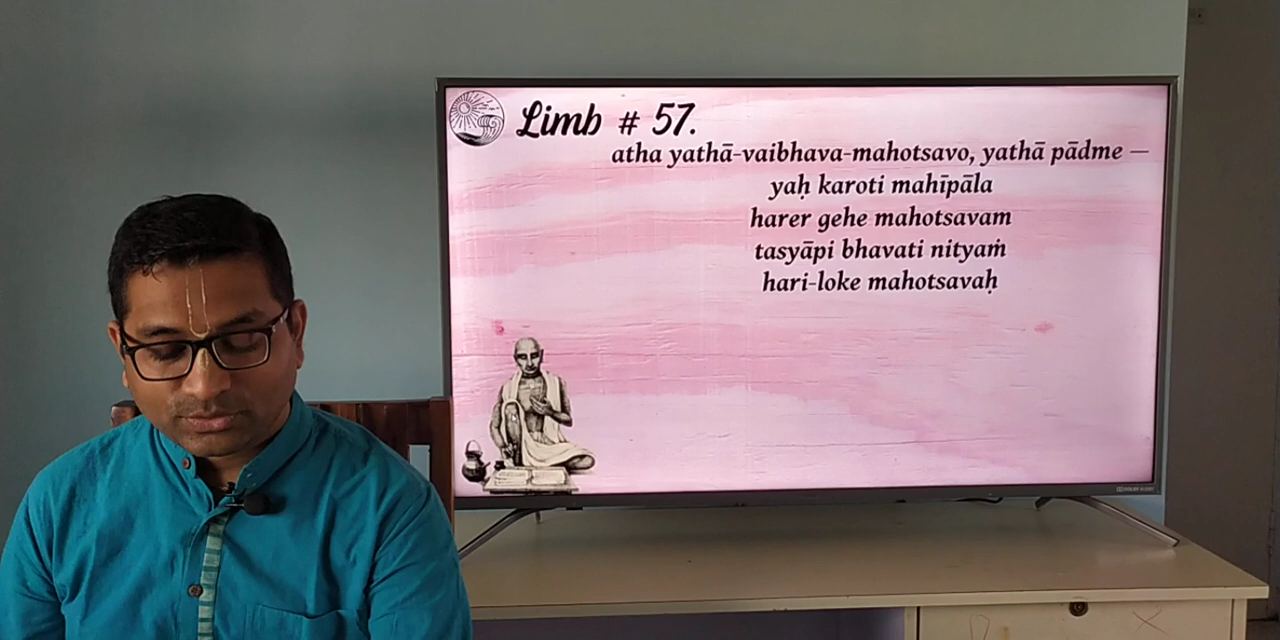 Limb # 57.
atha yathā-vaibhava-mahotsavo, yathā pādme —
yaḥ karoti mahīpāla
harer gehe mahotsavam
tasyāpi bhavati nityaṁ
hari-loke mahotsavaḥ